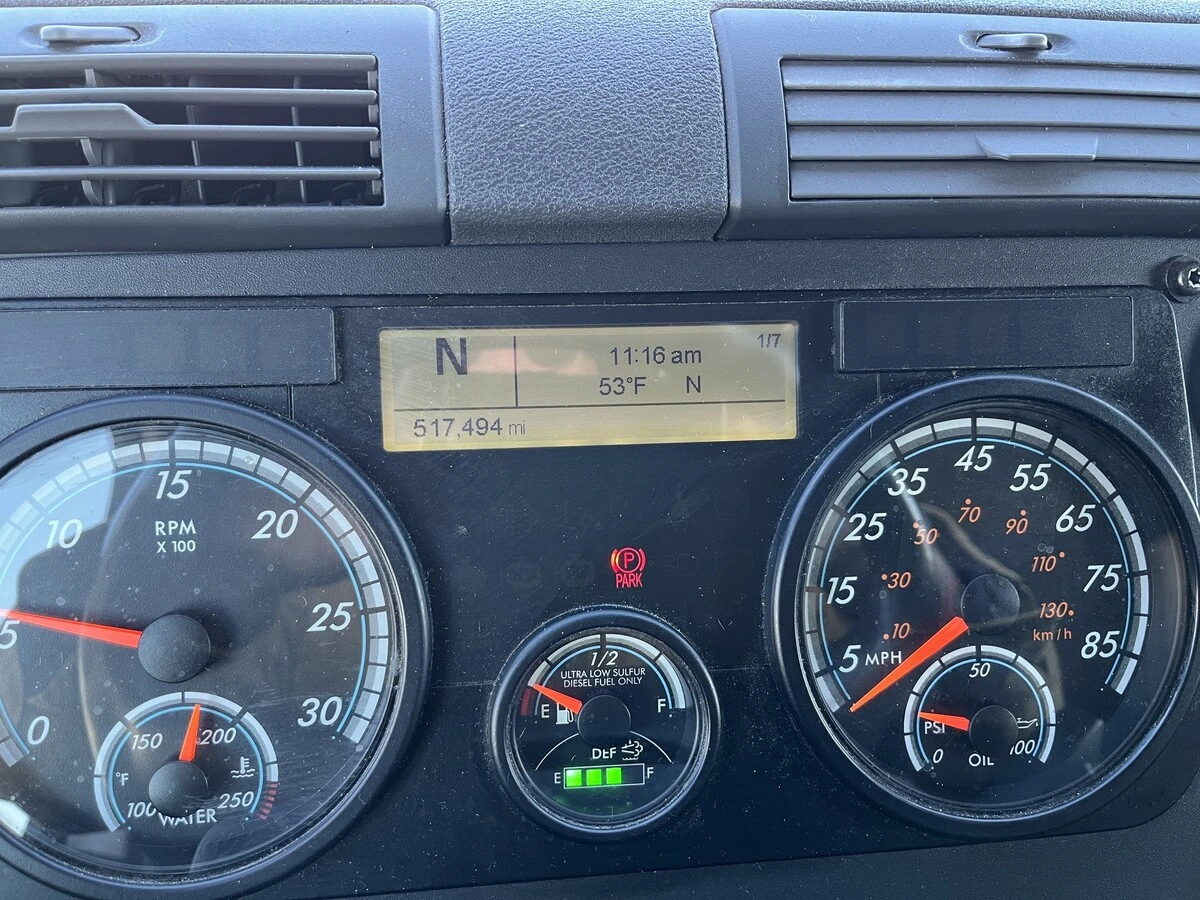 N
11:16 am
1/7
53°F N
517,494 mi
0
5
10
15
20
25
30
RPM
X 100
°F
100
150
200
250
WATER
P
PARK
1/2
ULTRA LOW SULFUR
DIESEL FUEL ONLY
E F
DEF
E F
5
15
25
35
45
55
65
75
85
MPH
10
30
50
70
90
110
130
km/h
PSI
0
50
100
OIL